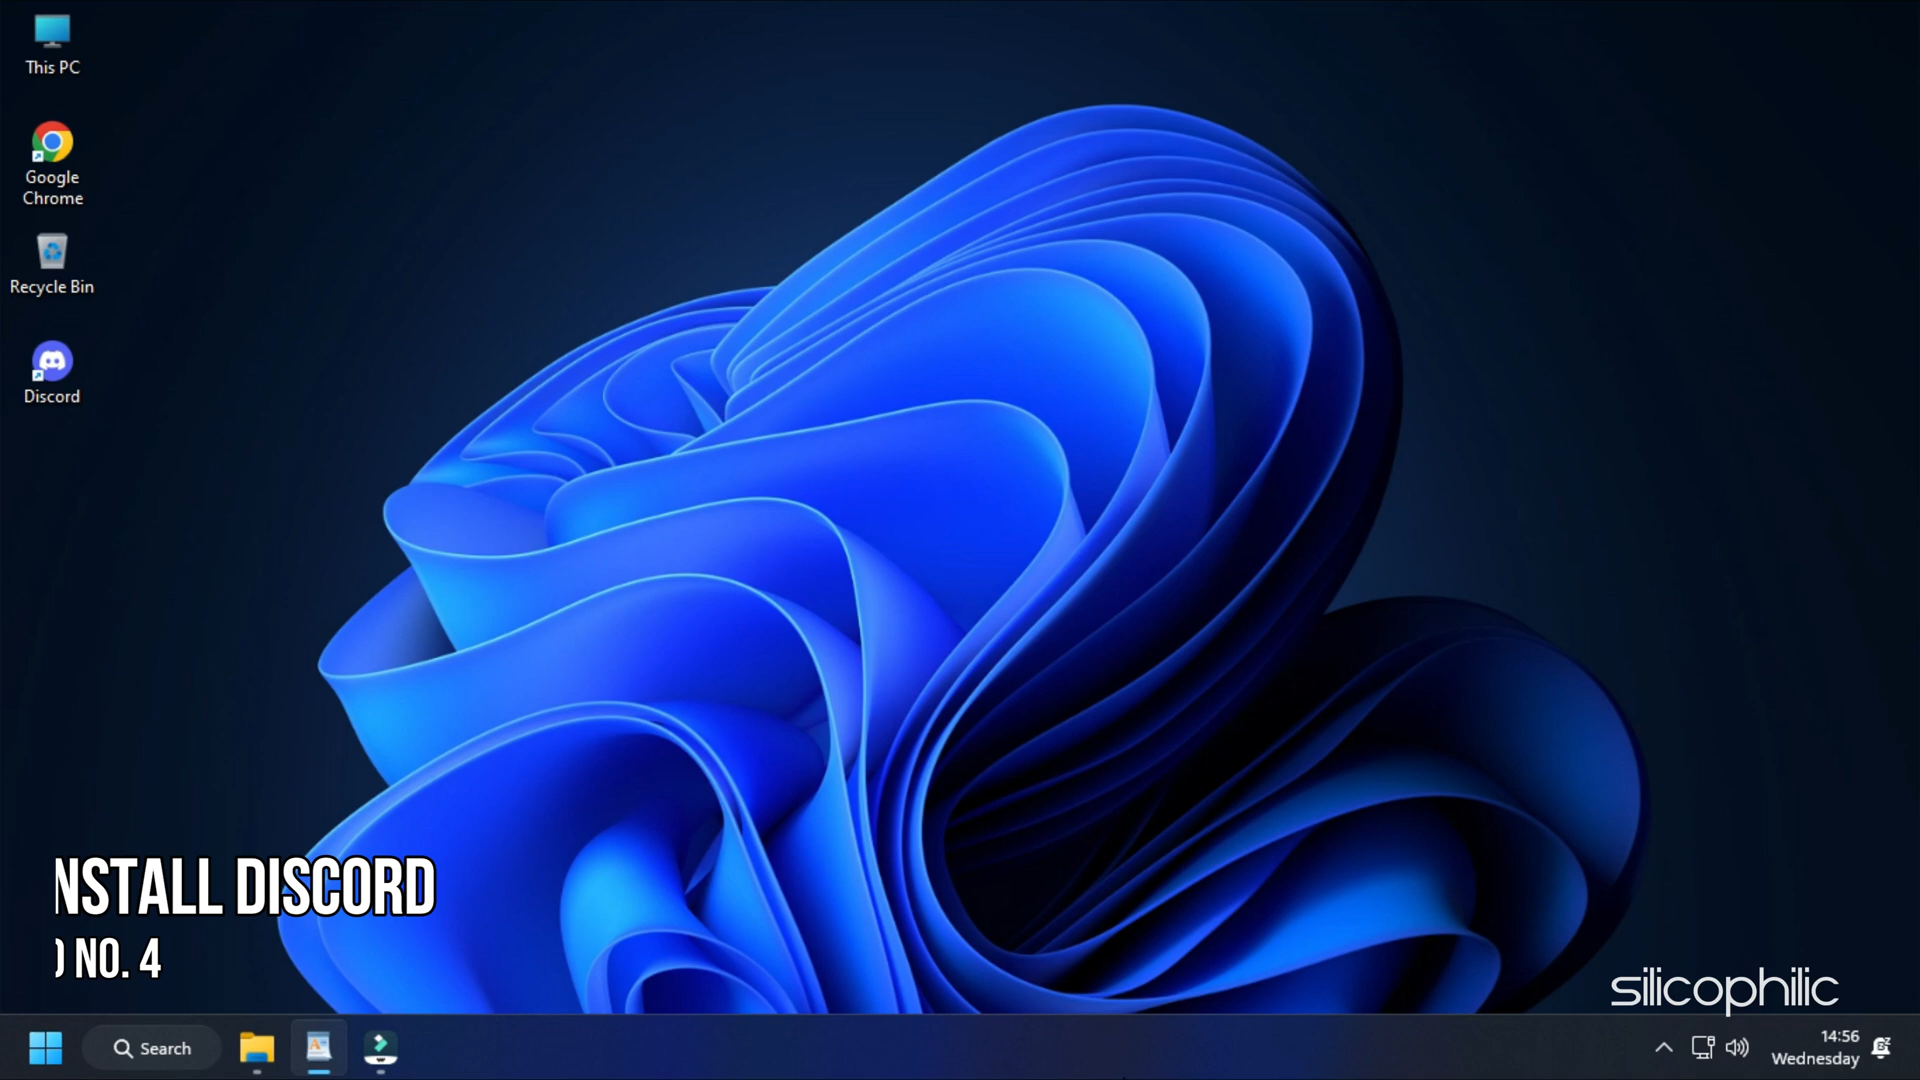 This PC
Google
Chrome
Recycle Bin
Discord
NSTALL DISCORD
NO. 4
silicophilic
Search
14:56
Wednesday